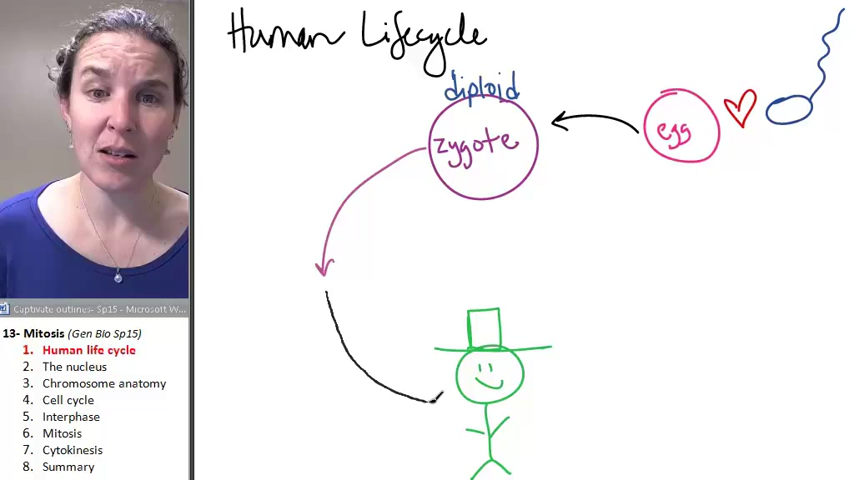 Human Lifecycle
diploid
zygote
egg
Captivate outlines- Sp15 - Microsoft W...
13- Mitosis (Gen Bio Sp15)
1. Human life cycle
2. The nucleus
3. Chromosome anatomy
4. Cell cycle
5. Interphase
6. Mitosis
7. Cytokinesis
8. Summary